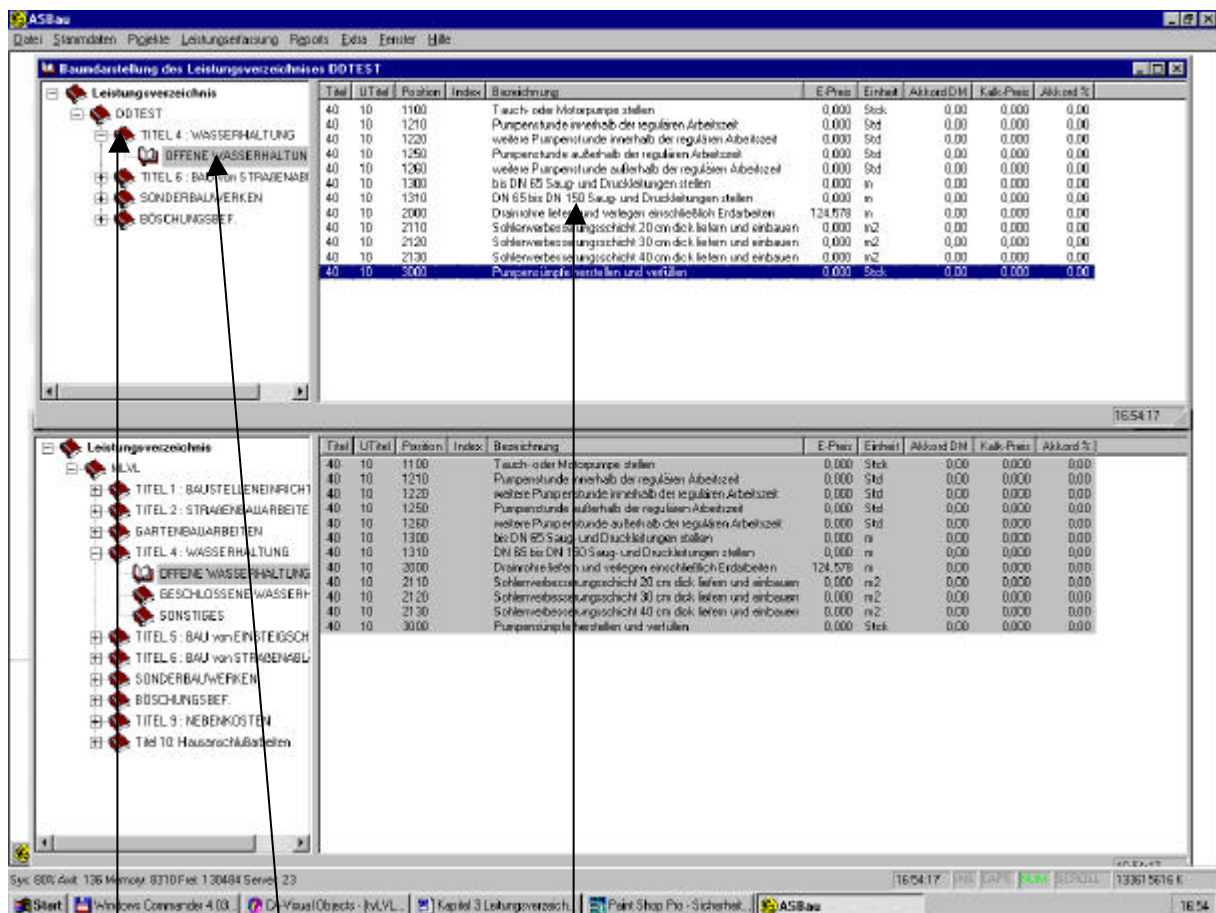 ASBau
Datei Stammdaten Projekte Leistungserfassung Reports Extra Fenster Hilfe
Baumdarstellung des Leistungsverzeichnises DDTEST
Leistungsverzeichnis
DDTEST
TITEL 4 : WASSERHALTUNG
OFFENE WASSERHALTUN
TITEL 6 : BAU von STRAßENABl
SONDERBAUWERKEN
BÖSCHUNGSBEF.
Titel UTitel Position Index Bezeichnung E-Preis Einheit Akkord DM Kalk-Preis Akkord %
40 10 1100 Tauch- oder Motorpumpe stellen 0,000 Stck 0,00 0,000 0,00
40 10 1210 Pumpenstunde innerhalb der regulären Arbeitszeit 0,000 Std 0,00 0,000 0,00
40 10 1220 weitere Pumpenstunde innerhalb der regulären Arbeitszeit 0,000 Std 0,00 0,000 0,00
40 10 1250 Pumpenstunde außerhalb der regulären Arbeitszeit 0,000 Std 0,00 0,000 0,00
40 10 1260 weitere Pumpenstunde außerhalb der regulären Arbeitszeit 0,000 Std 0,00 0,000 0,00
40 10 1300 bis DN 65 Saug- und Druckleitungen stellen 0,000 m 0,00 0,000 0,00
40 10 1310 DN 65 bis DN 150 Saug- und Druckleitungen stellen 0,000 m 0,00 0,000 0,00
40 10 2000 Drainrohre liefern und verlegen einschließlich Erdarbeiten 124,578 m 0,00 0,000 0,00
40 10 2110 Sohlenverbesserungsschicht 20 cm dick liefern und einbauen 0,000 m2 0,00 0,000 0,00
40 10 2120 Sohlenverbesserungsschicht 30 cm dick liefern und einbauen 0,000 m2 0,00 0,000 0,00
40 10 2130 Sohlenverbesserungsschicht 40 cm dick liefern und einbauen 0,000 m2 0,00 0,000 0,00
40 10 3000 Pumpensümpfe herstellen und verfüllen 0,000 Stck 0,00 0,000 0,00
16:54:17
Leistungsverzeichnis
MLVL
TITEL 1 : BAUSTELLENEINRICHT
TITEL 2 : STRAßENBAUARBEITE
GARTENBAUARBEITEN
TITEL 4 : WASSERHALTUNG
OFFENE WASSERHALTUNG
GESCHLOSSENE WASSERH
SONSTIGES
TITEL 5 : BAU von EINSTEIGSCH
TITEL 6 : BAU von STRAßENABL
SONDERBAUWERKEN
BÖSCHUNGSBEF.
TITEL 9 : NEBENKOSTEN
Titel 10: Hausanschlußarbeiten
Titel UTitel Position Index Bezeichnung E-Preis Einheit Akkord DM Kalk-Preis Akkord %
40 10 1100 Tauch- oder Motorpumpe stellen 0,000 Stck 0,00 0,000 0,00
40 10 1210 Pumpenstunde innerhalb der regulären Arbeitszeit 0,000 Std 0,00 0,000 0,00
40 10 1220 weitere Pumpenstunde innerhalb der regulären Arbeitszeit 0,000 Std 0,00 0,000 0,00
40 10 1250 Pumpenstunde außerhalb der regulären Arbeitszeit 0,000 Std 0,00 0,000 0,00
40 10 1260 weitere Pumpenstunde außerhalb der regulären Arbeitszeit 0,000 Std 0,00 0,000 0,00
40 10 1300 bis DN 65 Saug- und Druckleitungen stellen 0,000 m 0,00 0,000 0,00
40 10 1310 DN 65 bis DN 150 Saug- und Druckleitungen stellen 0,000 m 0,00 0,000 0,00
40 10 2000 Drainrohre liefern und verlegen einschließlich Erdarbeiten 124,578 m 0,00 0,000 0,00
40 10 2110 Sohlenverbesserungsschicht 20 cm dick liefern und einbauen 0,000 m2 0,00 0,000 0,00
40 10 2120 Sohlenverbesserungsschicht 30 cm dick liefern und einbauen 0,000 m2 0,00 0,000 0,00
40 10 2130 Sohlenverbesserungsschicht 40 cm dick liefern und einbauen 0,000 m2 0,00 0,000 0,00
40 10 3000 Pumpensümpfe herstellen und verfüllen 0,000 Stck 0,00 0,000 0,00
Sys: 80% Avit: 136 Memory: 8310 Frei: 130484 Server: 23 16:54:17 INS CAPS NUM SCROLL 133615616 K
Start Windows Commander 4.03... CA-Visual Objects - [LVLVL... Kapitel 3 Leitungsverzeich... Paint Shop Pro - Sicherheit... ASBau 16:54